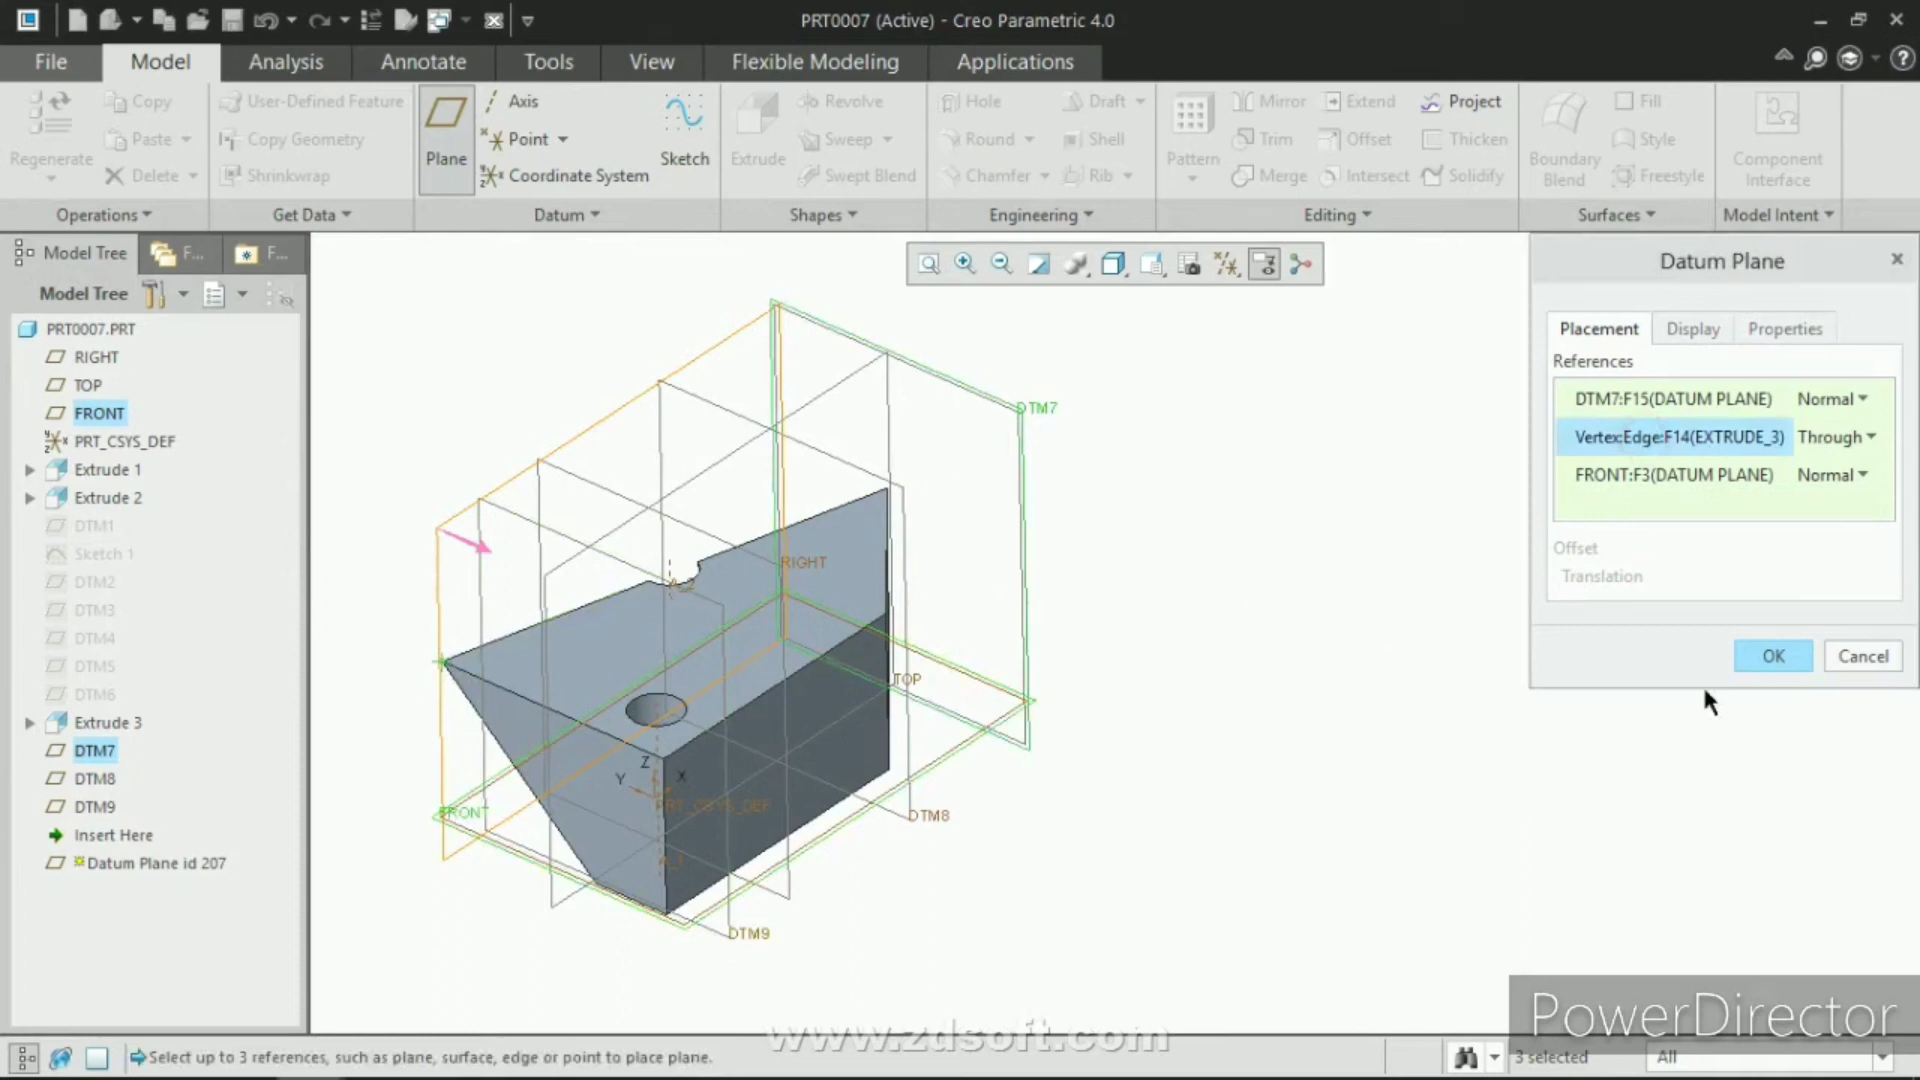 PRT0007 (Active) - Creo Parametric 4.0
File Model Analysis Annotate Tools View Flexible Modeling Applications
Regenerate Copy Paste Delete
User-Defined Feature Copy Geometry Shrinkwrap
Plane Axis Point Coordinate System Sketch
Extrude Revolve Sweep Swept Blend
Hole Draft Round Shell Chamfer Rib
Pattern Mirror Extend Project Trim Offset Thicken Merge Intersect Solidify
Boundary Blend Fill Style Freestyle
Component Interface
Operations Get Data Datum Shapes Engineering Editing Surfaces Model Intent
Model Tree F... F...
Model Tree
PRT0007.PRT
RIGHT
TOP
FRONT
PRT_CSYS_DEF
Extrude 1
Extrude 2
DTM1
Sketch 1
DTM2
DTM3
DTM4
DTM5
DTM6
Extrude 3
DTM7
DTM8
DTM9
Insert Here
Datum Plane id 207
DTM7
RIGHT
TOP
Z
Y X
PRT_CSYS_DEF
FRONT
DTM8
A_1
DTM9
Datum Plane
Placement Display Properties
References
DTM7:F15(DATUM PLANE) Normal
Vertex:Edge:F14(EXTRUDE_3) Through
FRONT:F3(DATUM PLANE) Normal
Offset
Translation
OK Cancel
PowerDirector
www.zdsoft.com
Select up to 3 references, such as plane, surface, edge or point to place plane.
3 selected All